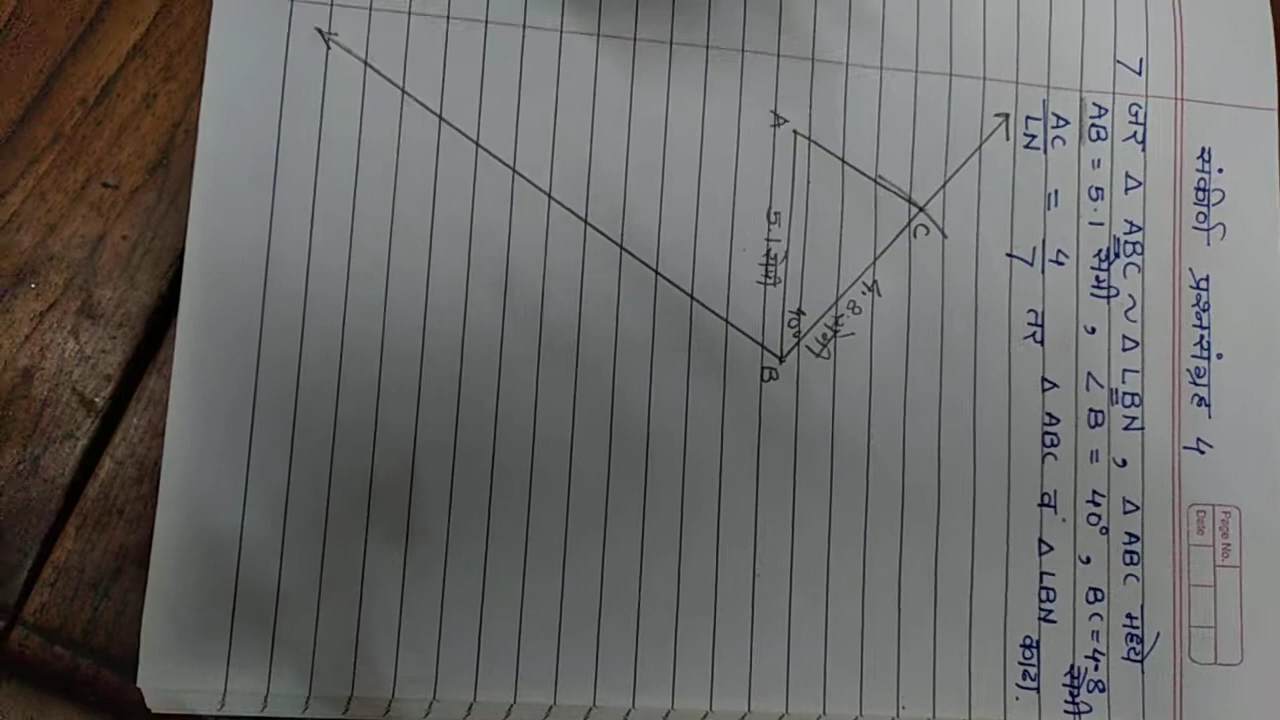 संकीर्ण प्रश्नसंग्रह 4
Page No.
Date
7 जर Δ ABC ~ Δ LBN , Δ ABC मध्ये
AB = 5.1 सेमी , ∠B = 40° , BC = 4.8 सेमी
AC/LN = 4/7 तर Δ ABC व Δ LBN काढा.
A
C
B
5.1 सेमी
40°
4.8 सेमी